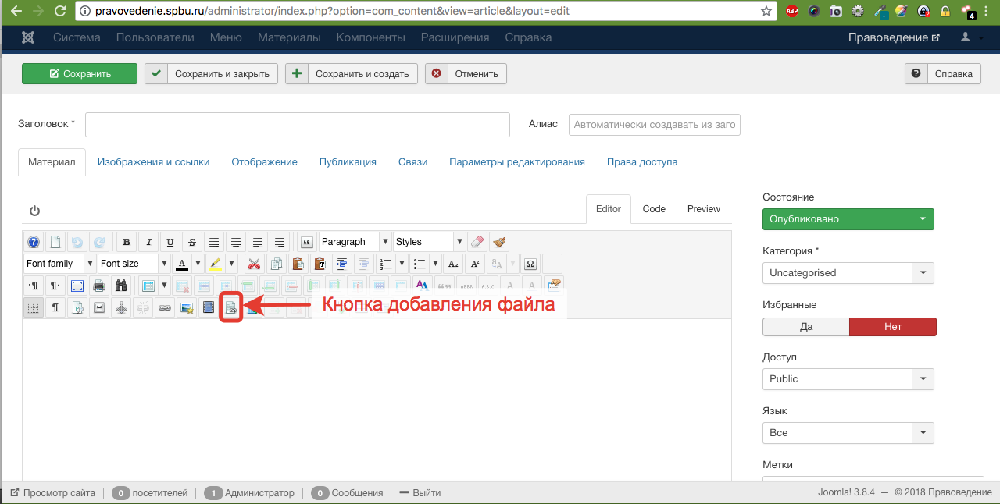 pravovedenie.spbu.ru/administrator/index.php?option=com_content&view=article&layout=edit
ABP
4
Система Пользователи Меню Материалы Компоненты Расширения Справка Правоведение
Сохранить Сохранить и закрыть Сохранить и создать Отменить Справка
Заголовок * Алиас Автоматически создавать из заго
Материал Изображения и ссылки Отображение Публикация Связи Параметры редактирования Права доступа
Editor Code Preview
Paragraph Styles
Font family Font size
Кнопка добавления файла
Состояние
Опубликовано
Категория *
Uncategorised
Избранные
Да Нет
Доступ
Public
Язык
Все
Метки
Просмотр сайта 0 посетителей 1 Администратор 0 Сообщения Выйти Joomla! 3.8.4 — © 2018 Правоведение